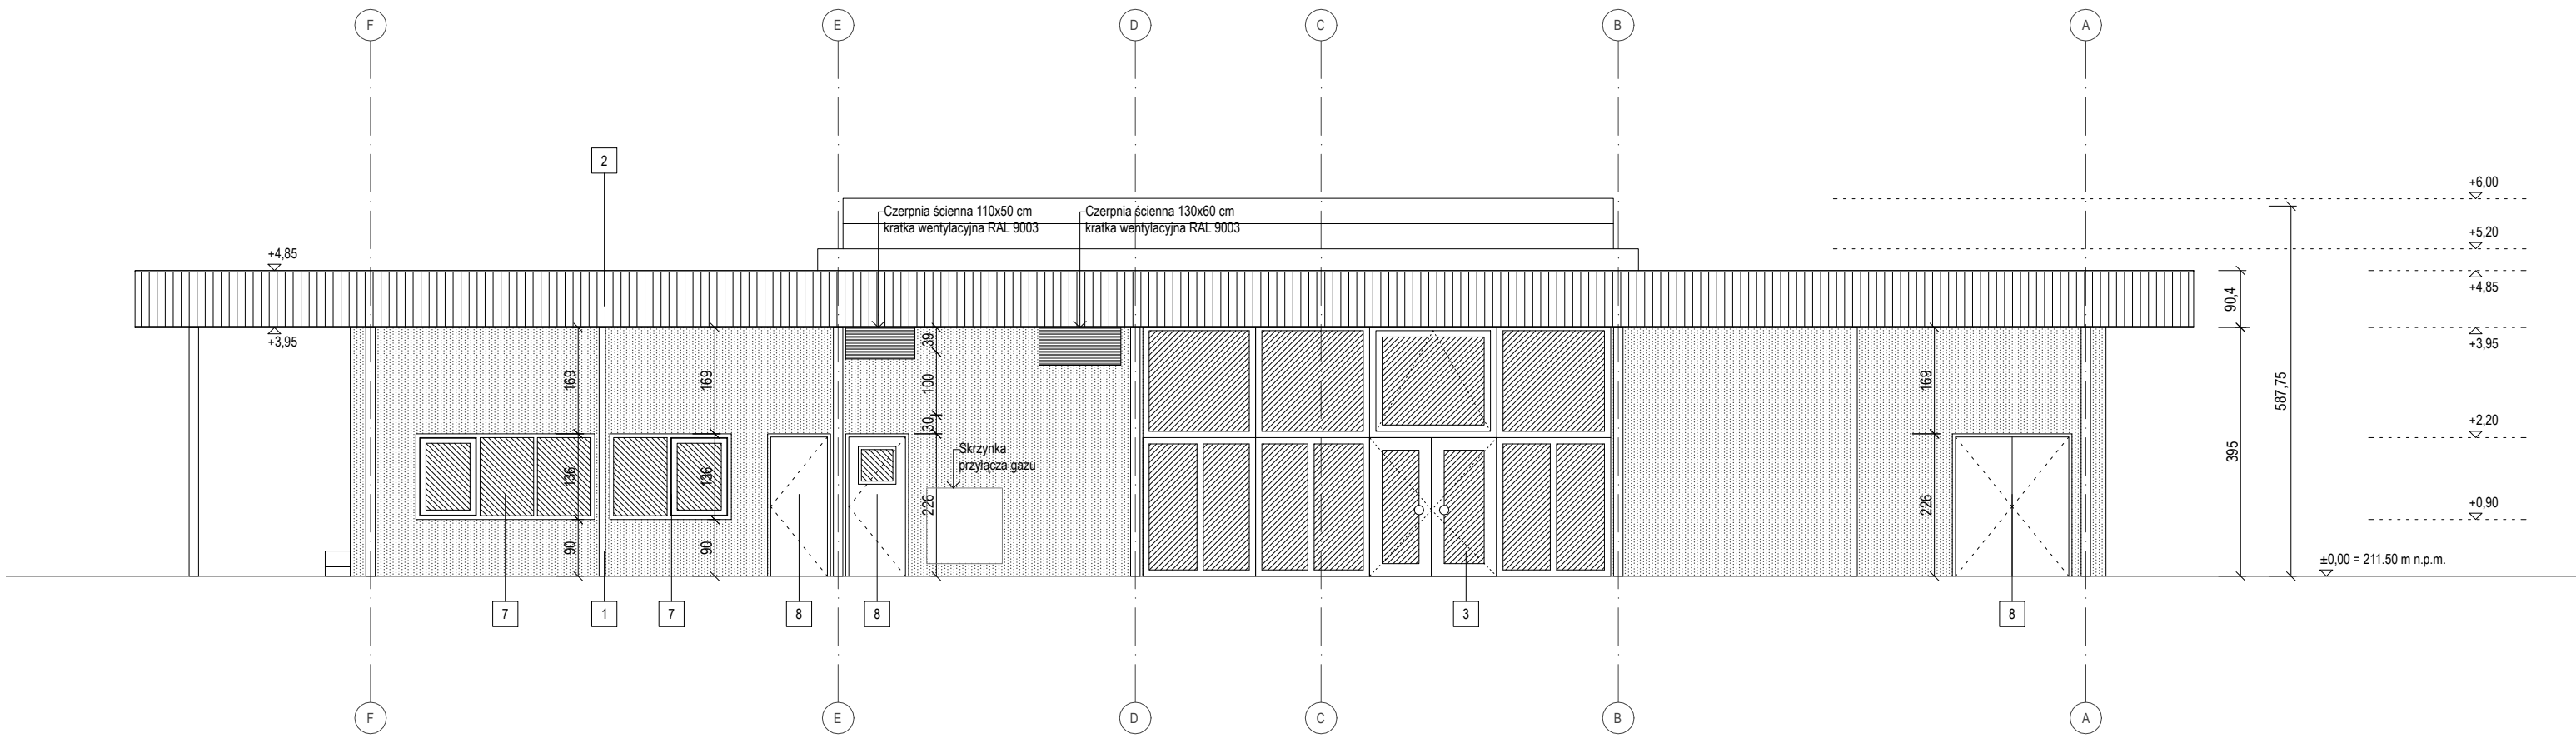 F
E
D
C
B
A
2
+6,00
Czerpnia ścienna 110x50 cm
kratka wentylacyjna RAL 9003
Czerpnia ścienna 130x60 cm
kratka wentylacyjna RAL 9003
+5,20
+4,85
+4,85
90,4
+3,95
+3,95
39
100
30
169
169
169
587,75
395
+2,20
Skrzynka
przyłącza gazu
136
136
226
226
+0,90
90
90
±0,00 = 211.50 m n.p.m.
7
1
7
8
8
3
8
F
E
D
C
B
A